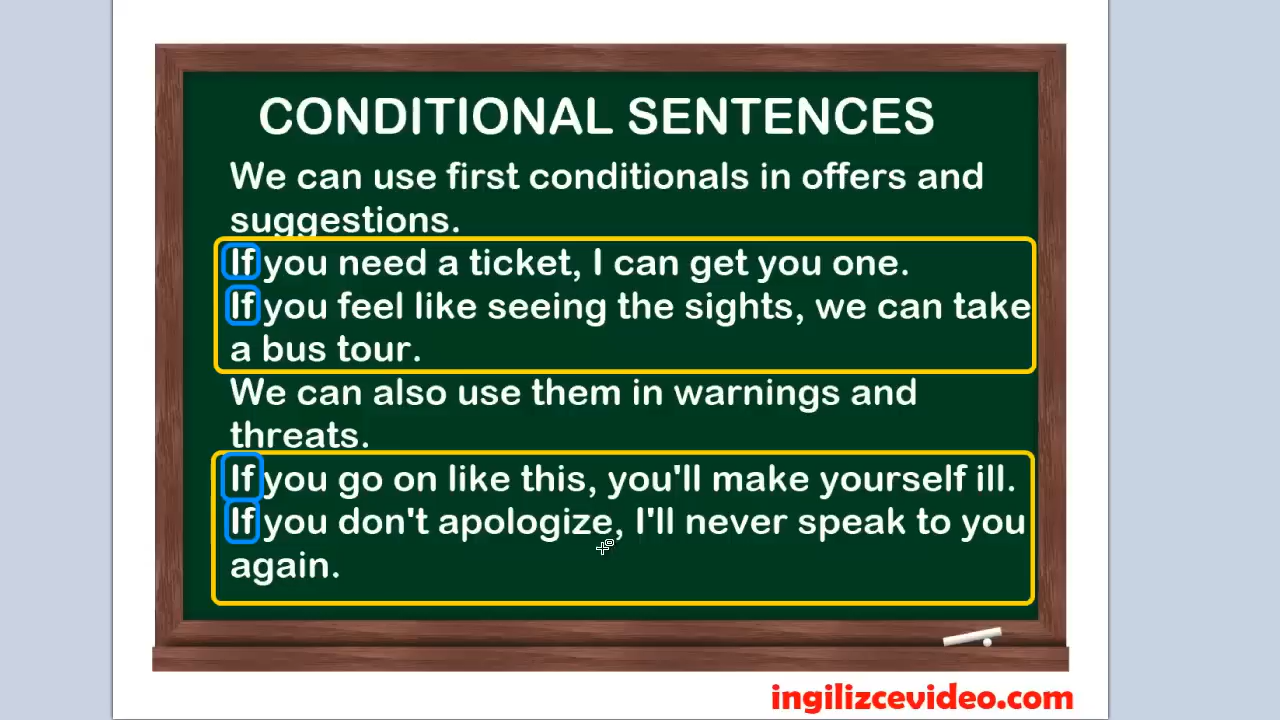 CONDITIONAL SENTENCES
We can use first conditionals in offers and
suggestions.
If you need a ticket, I can get you one.
If you feel like seeing the sights, we can take
a bus tour.
We can also use them in warnings and
threats.
If you go on like this, you'll make yourself ill.
If you don't apologize, I'll never speak to you
again.
ingilizcevideo.com